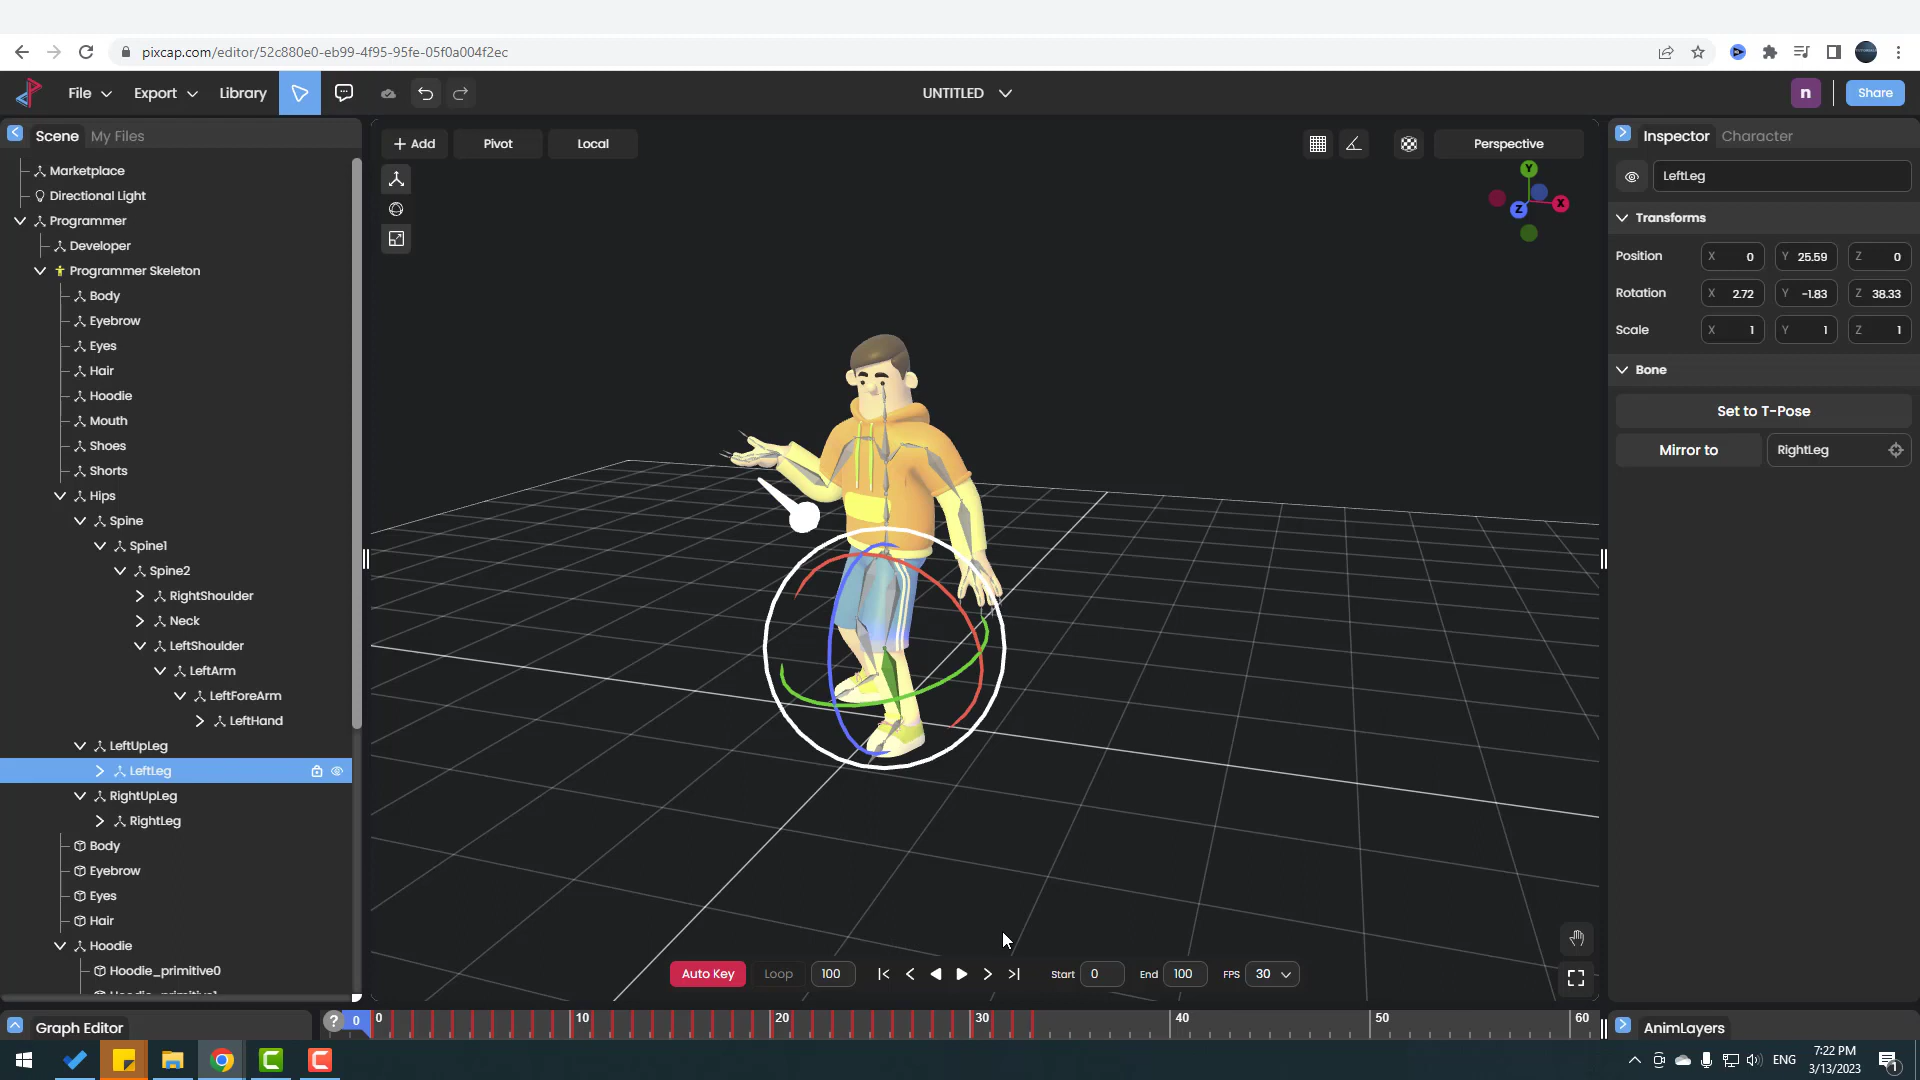 pixcap.com/editor/52c880e0-eb99-4f95-95fe-05f0a004f2ec
File
Export
Library
UNTITLED
n
Share
Scene
My Files
Marketplace
Directional Light
Programmer
Developer
Programmer Skeleton
Body
Eyebrow
Eyes
Hair
Hoodie
Mouth
Shoes
Shorts
Hips
Spine
Spine1
Spine2
RightShoulder
Neck
LeftShoulder
LeftArm
LeftForeArm
LeftHand
LeftUpLeg
LeftLeg
RightUpLeg
RightLeg
Body
Eyebrow
Eyes
Hair
Hoodie
Hoodie_primitive0
Add
Pivot
Local
Perspective
Y
Z
X
Inspector
Character
LeftLeg
Transforms
Position X 0 Y 25.59 Z 0
Rotation X 2.72 Y -1.83 Z 38.33
Scale X 1 Y 1 Z 1
Bone
Set to T-Pose
Mirror to RightLeg
Auto Key
Loop
100
Start 0
End 100
FPS 30
Graph Editor
?
0
0 10 20 30 40 50 60
AnimLayers
ENG
7:22 PM
3/13/2023
1